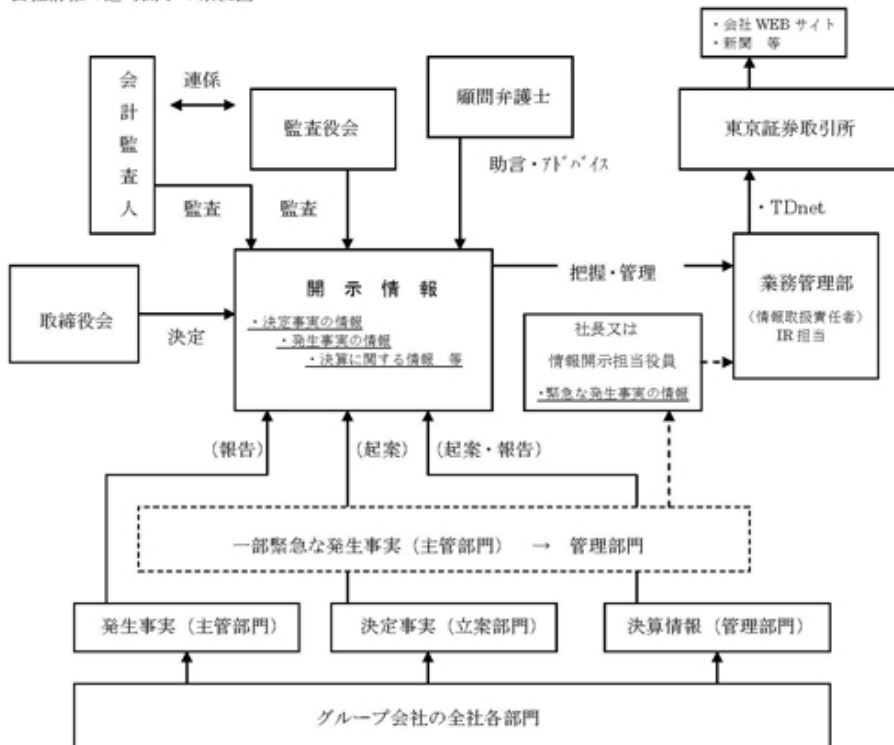 ・会社 WEB サイト
・新聞 等
会計監査人
連係
監査役会
顧問弁護士
東京証券取引所
助言・アドバイス
監査
監査
・TDnet
取締役会
決定
開 示 情 報
・決定事実の情報
・発生事実の情報
・決算に関する情報 等
把握・管理
業務管理部
（情報取扱責任者）
IR 担当
社長又は
情報開示担当役員
・緊急な発生事実の情報
（報告）
（起案）
（起案・報告）
一部緊急な発生事実（主管部門） → 管理部門
発生事実（主管部門）
決定事実（立案部門）
決算情報（管理部門）
グループ会社の全社各部門